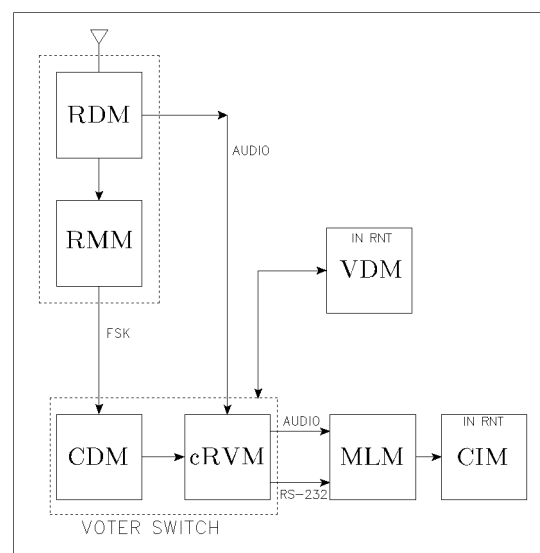 RDM
AUDIO
RMM
IN RNT
VDM
FSK
AUDIO
IN RNT
CDM
cRVM
MLM
CIM
RS-232
VOTER SWITCH